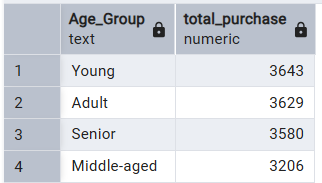 Age_Group total_purchase
text numeric
1 Young 3643
2 Adult 3629
3 Senior 3580
4 Middle-aged 3206